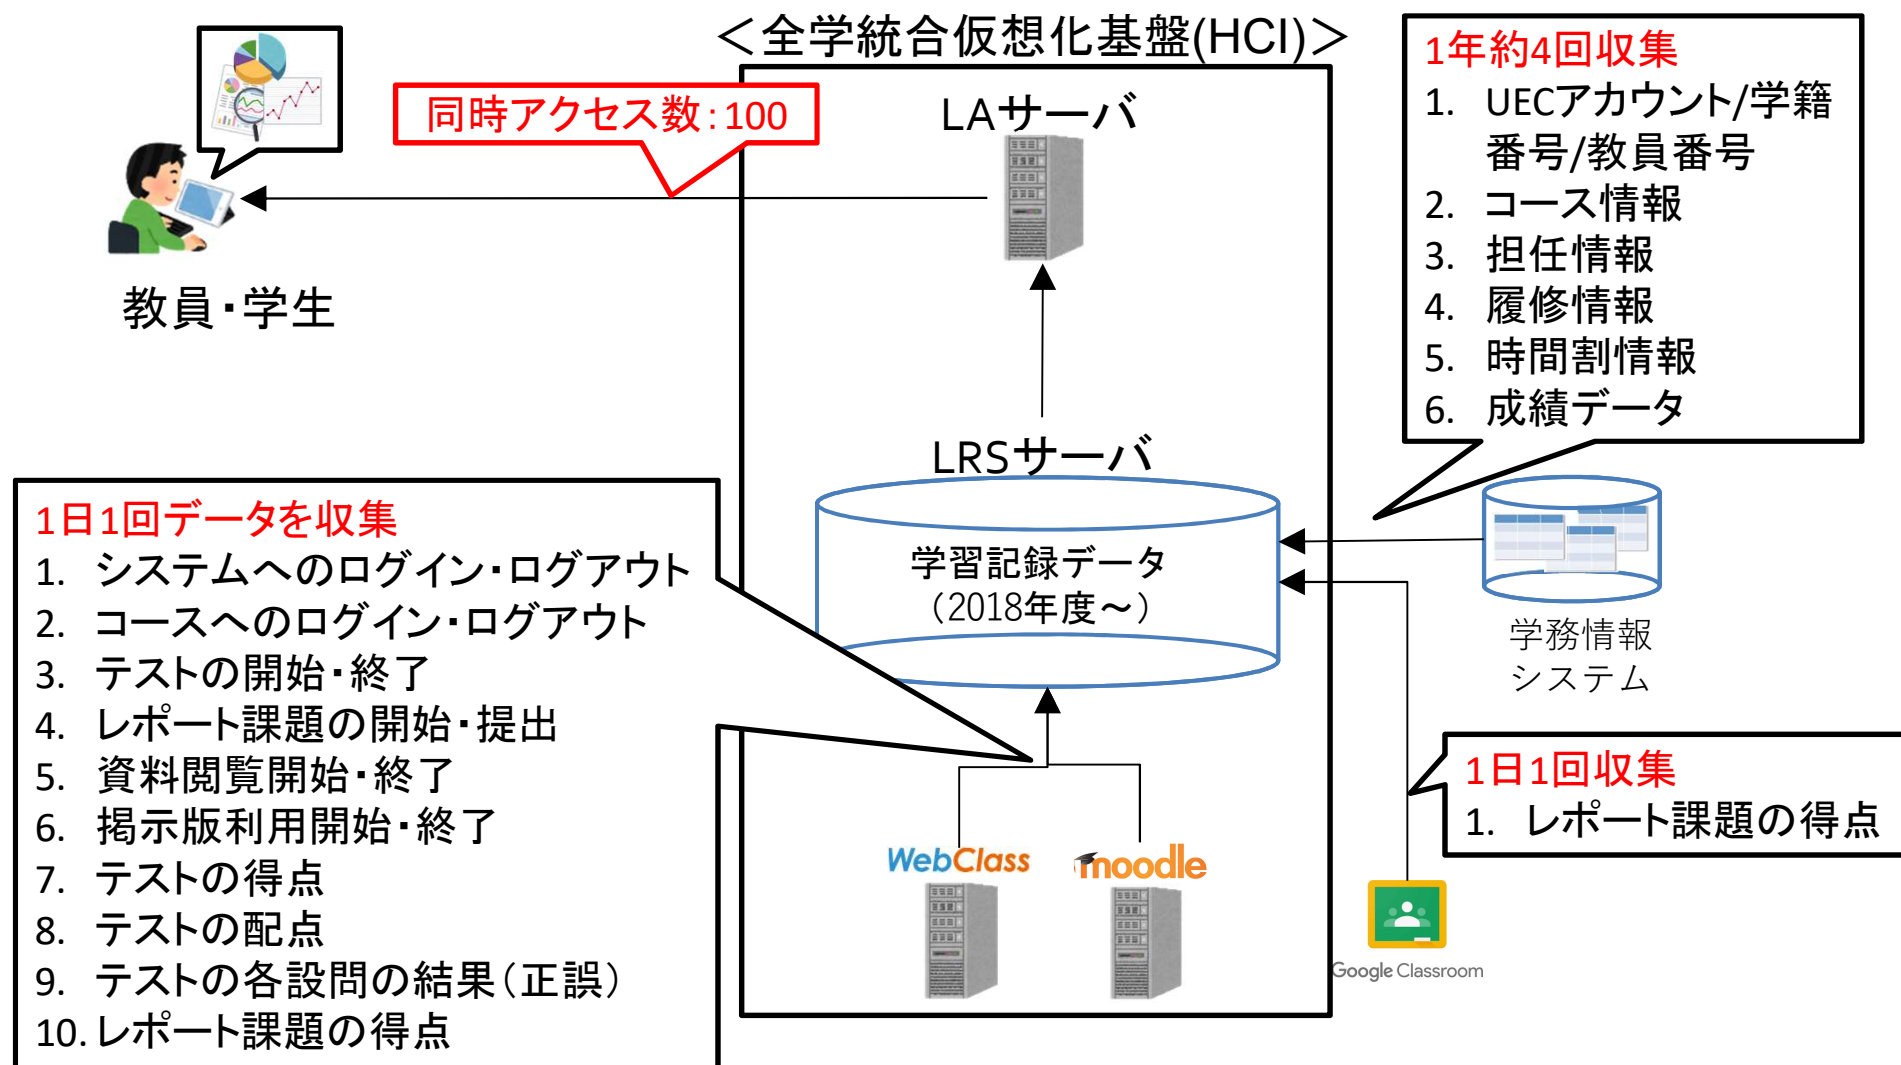 ＜全学統合仮想化基盤(HCI)＞
同時アクセス数：100
LAサーバ
教員・学生
1年約4回収集
1. UECアカウント/学籍
番号/教員番号
2. コース情報
3. 担任情報
4. 履修情報
5. 時間割情報
6. 成績データ
LRSサーバ
学習記録データ
（2018年度～）
学務情報
システム
1日1回データを収集
1. システムへのログイン・ログアウト
2. コースへのログイン・ログアウト
3. テストの開始・終了
4. レポート課題の開始・提出
5. 資料閲覧開始・終了
6. 掲示版利用開始・終了
7. テストの得点
8. テストの配点
9. テストの各設問の結果（正誤）
10. レポート課題の得点
1日1回収集
1. レポート課題の得点
WebClass
moodle
Google Classroom